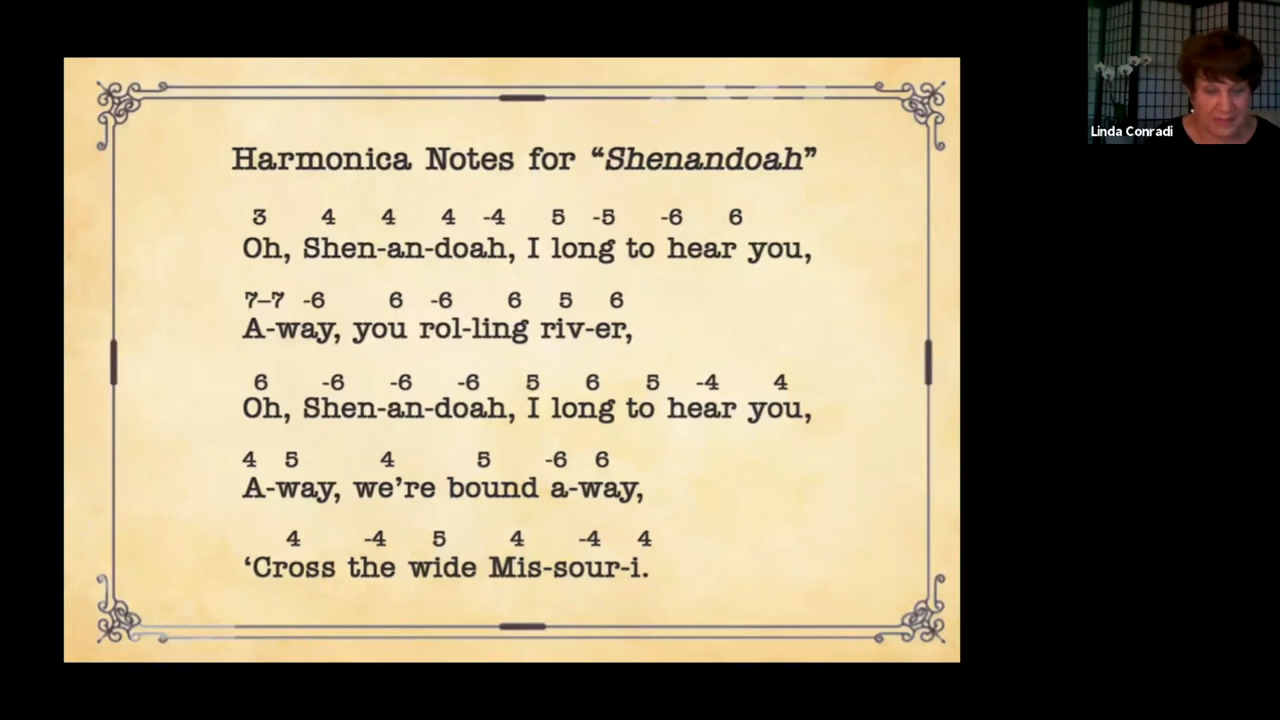 Harmonica Notes for “Shenandoah”
3 4 4 4 -4 5 -5 -6 6
Oh, Shen-an-doah, I long to hear you,
7–7 -6 6 -6 6 5 6
A-way, you rol-ling riv-er,
6 -6 -6 -6 5 6 5 -4 4
Oh, Shen-an-doah, I long to hear you,
4 5 4 5 -6 6
A-way, we’re bound a-way,
4 -4 5 4 -4 4
‘Cross the wide Mis-sour-i.
Linda Conradi